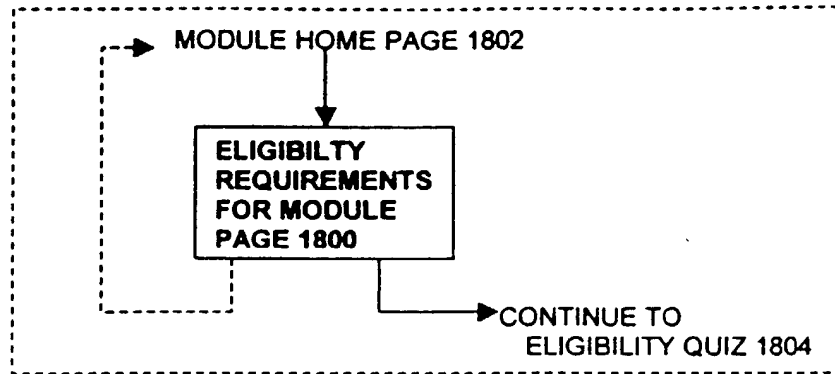 MODULE HOME PAGE 1802
ELIGIBILTY
REQUIREMENTS
FOR MODULE
PAGE 1800
CONTINUE TO
ELIGIBILITY QUIZ 1804